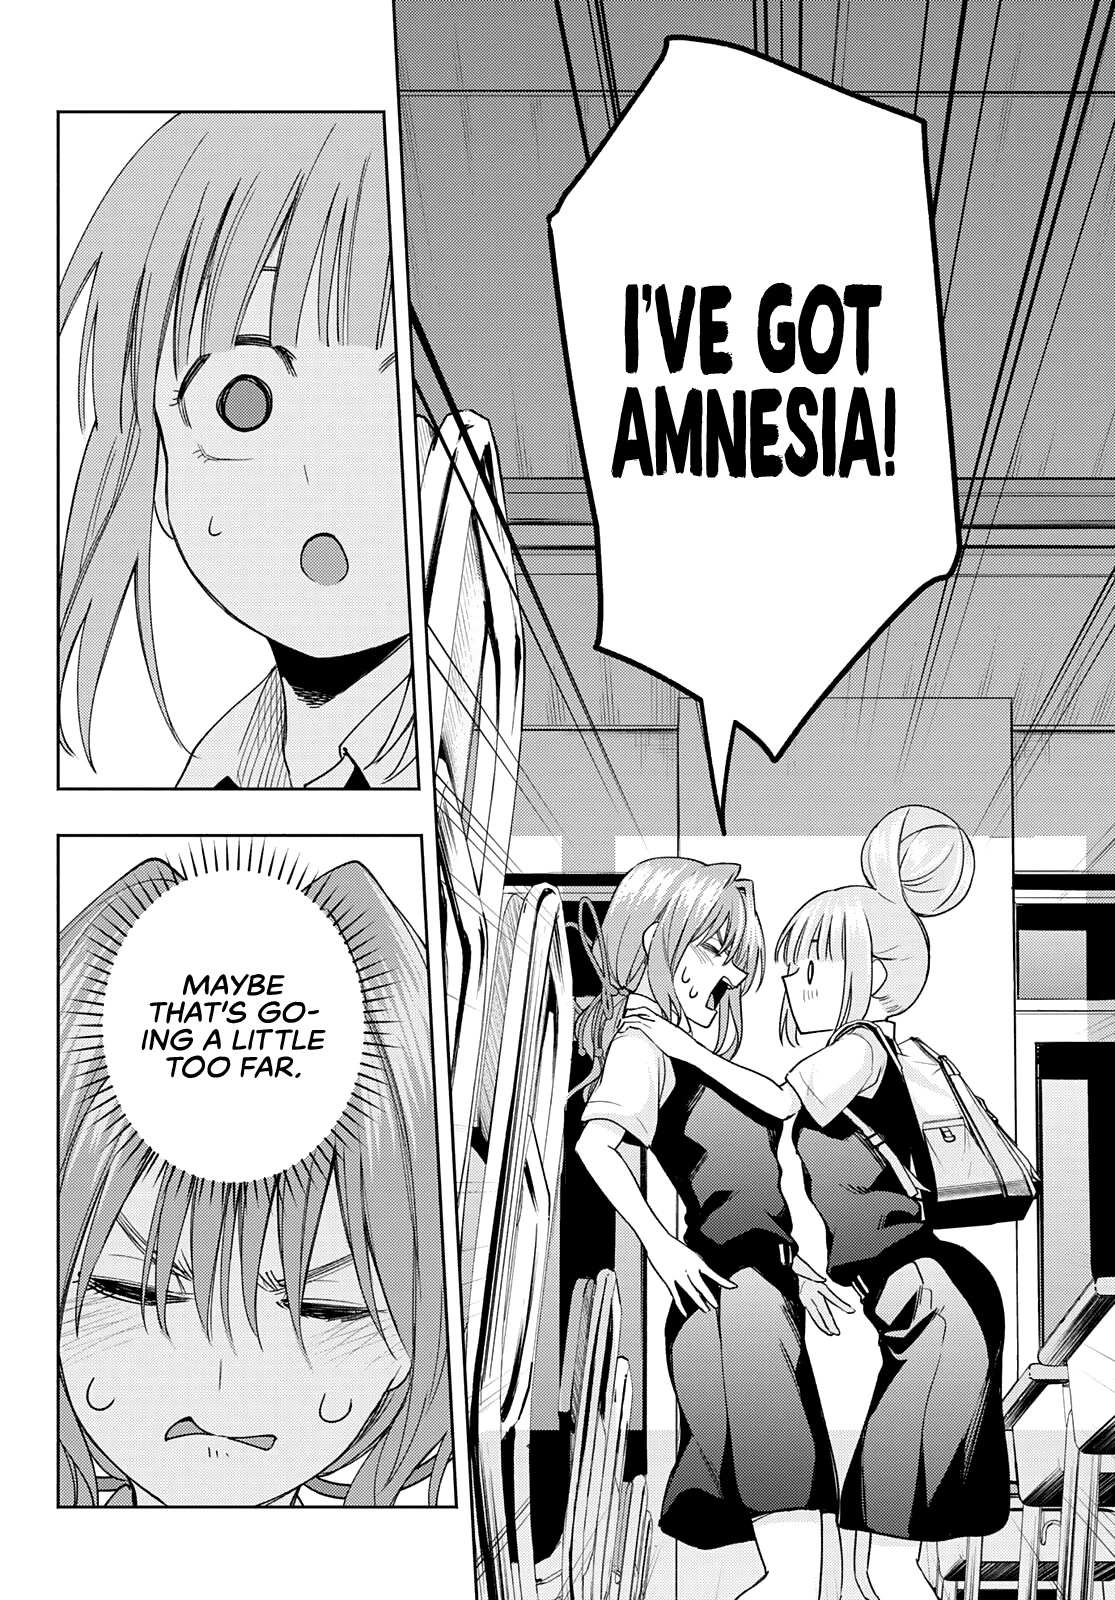 I'VE GOT
AMNESIA!
MAYBE
THAT'S GO-
ING A LITTLE
TOO FAR.